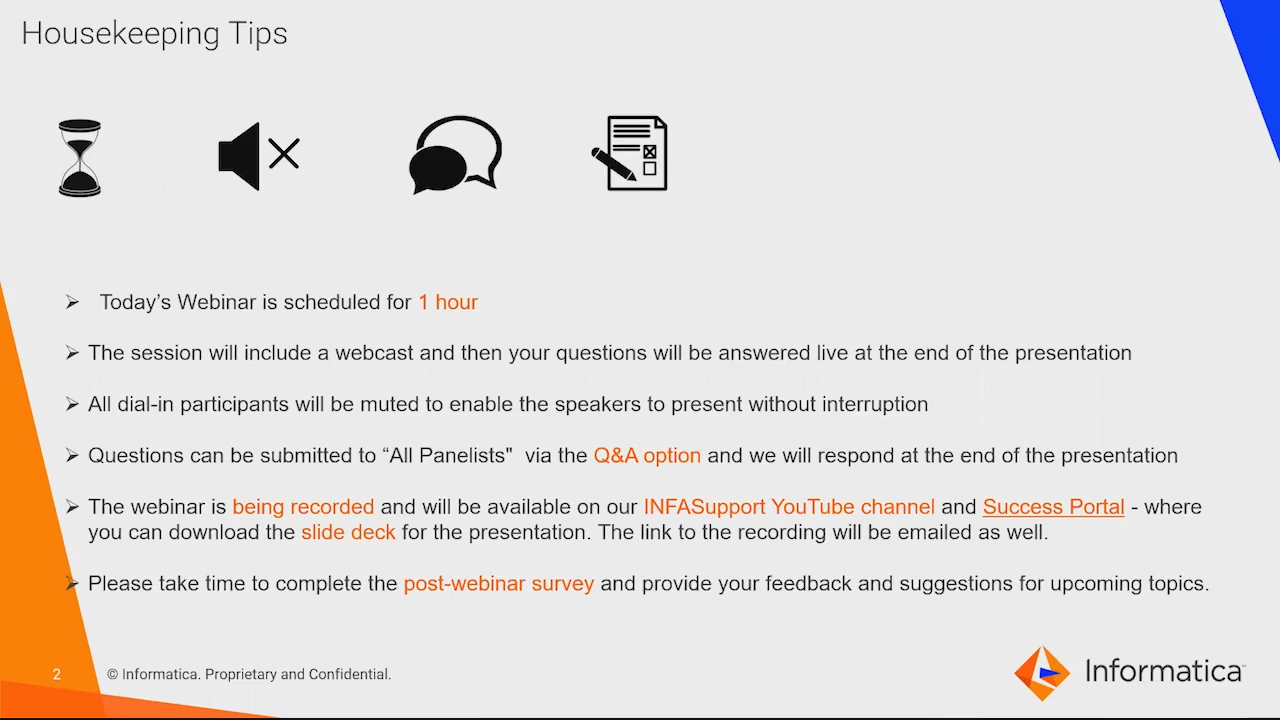 Housekeeping Tips
➢ Today’s Webinar is scheduled for 1 hour
➢ The session will include a webcast and then your questions will be answered live at the end of the presentation
➢ All dial-in participants will be muted to enable the speakers to present without interruption
➢ Questions can be submitted to “All Panelists" via the Q&A option and we will respond at the end of the presentation
➢ The webinar is being recorded and will be available on our INFASupport YouTube channel and Success Portal - where
you can download the slide deck for the presentation. The link to the recording will be emailed as well.
➢ Please take time to complete the post-webinar survey and provide your feedback and suggestions for upcoming topics.
2 © Informatica. Proprietary and Confidential.
Informatica™